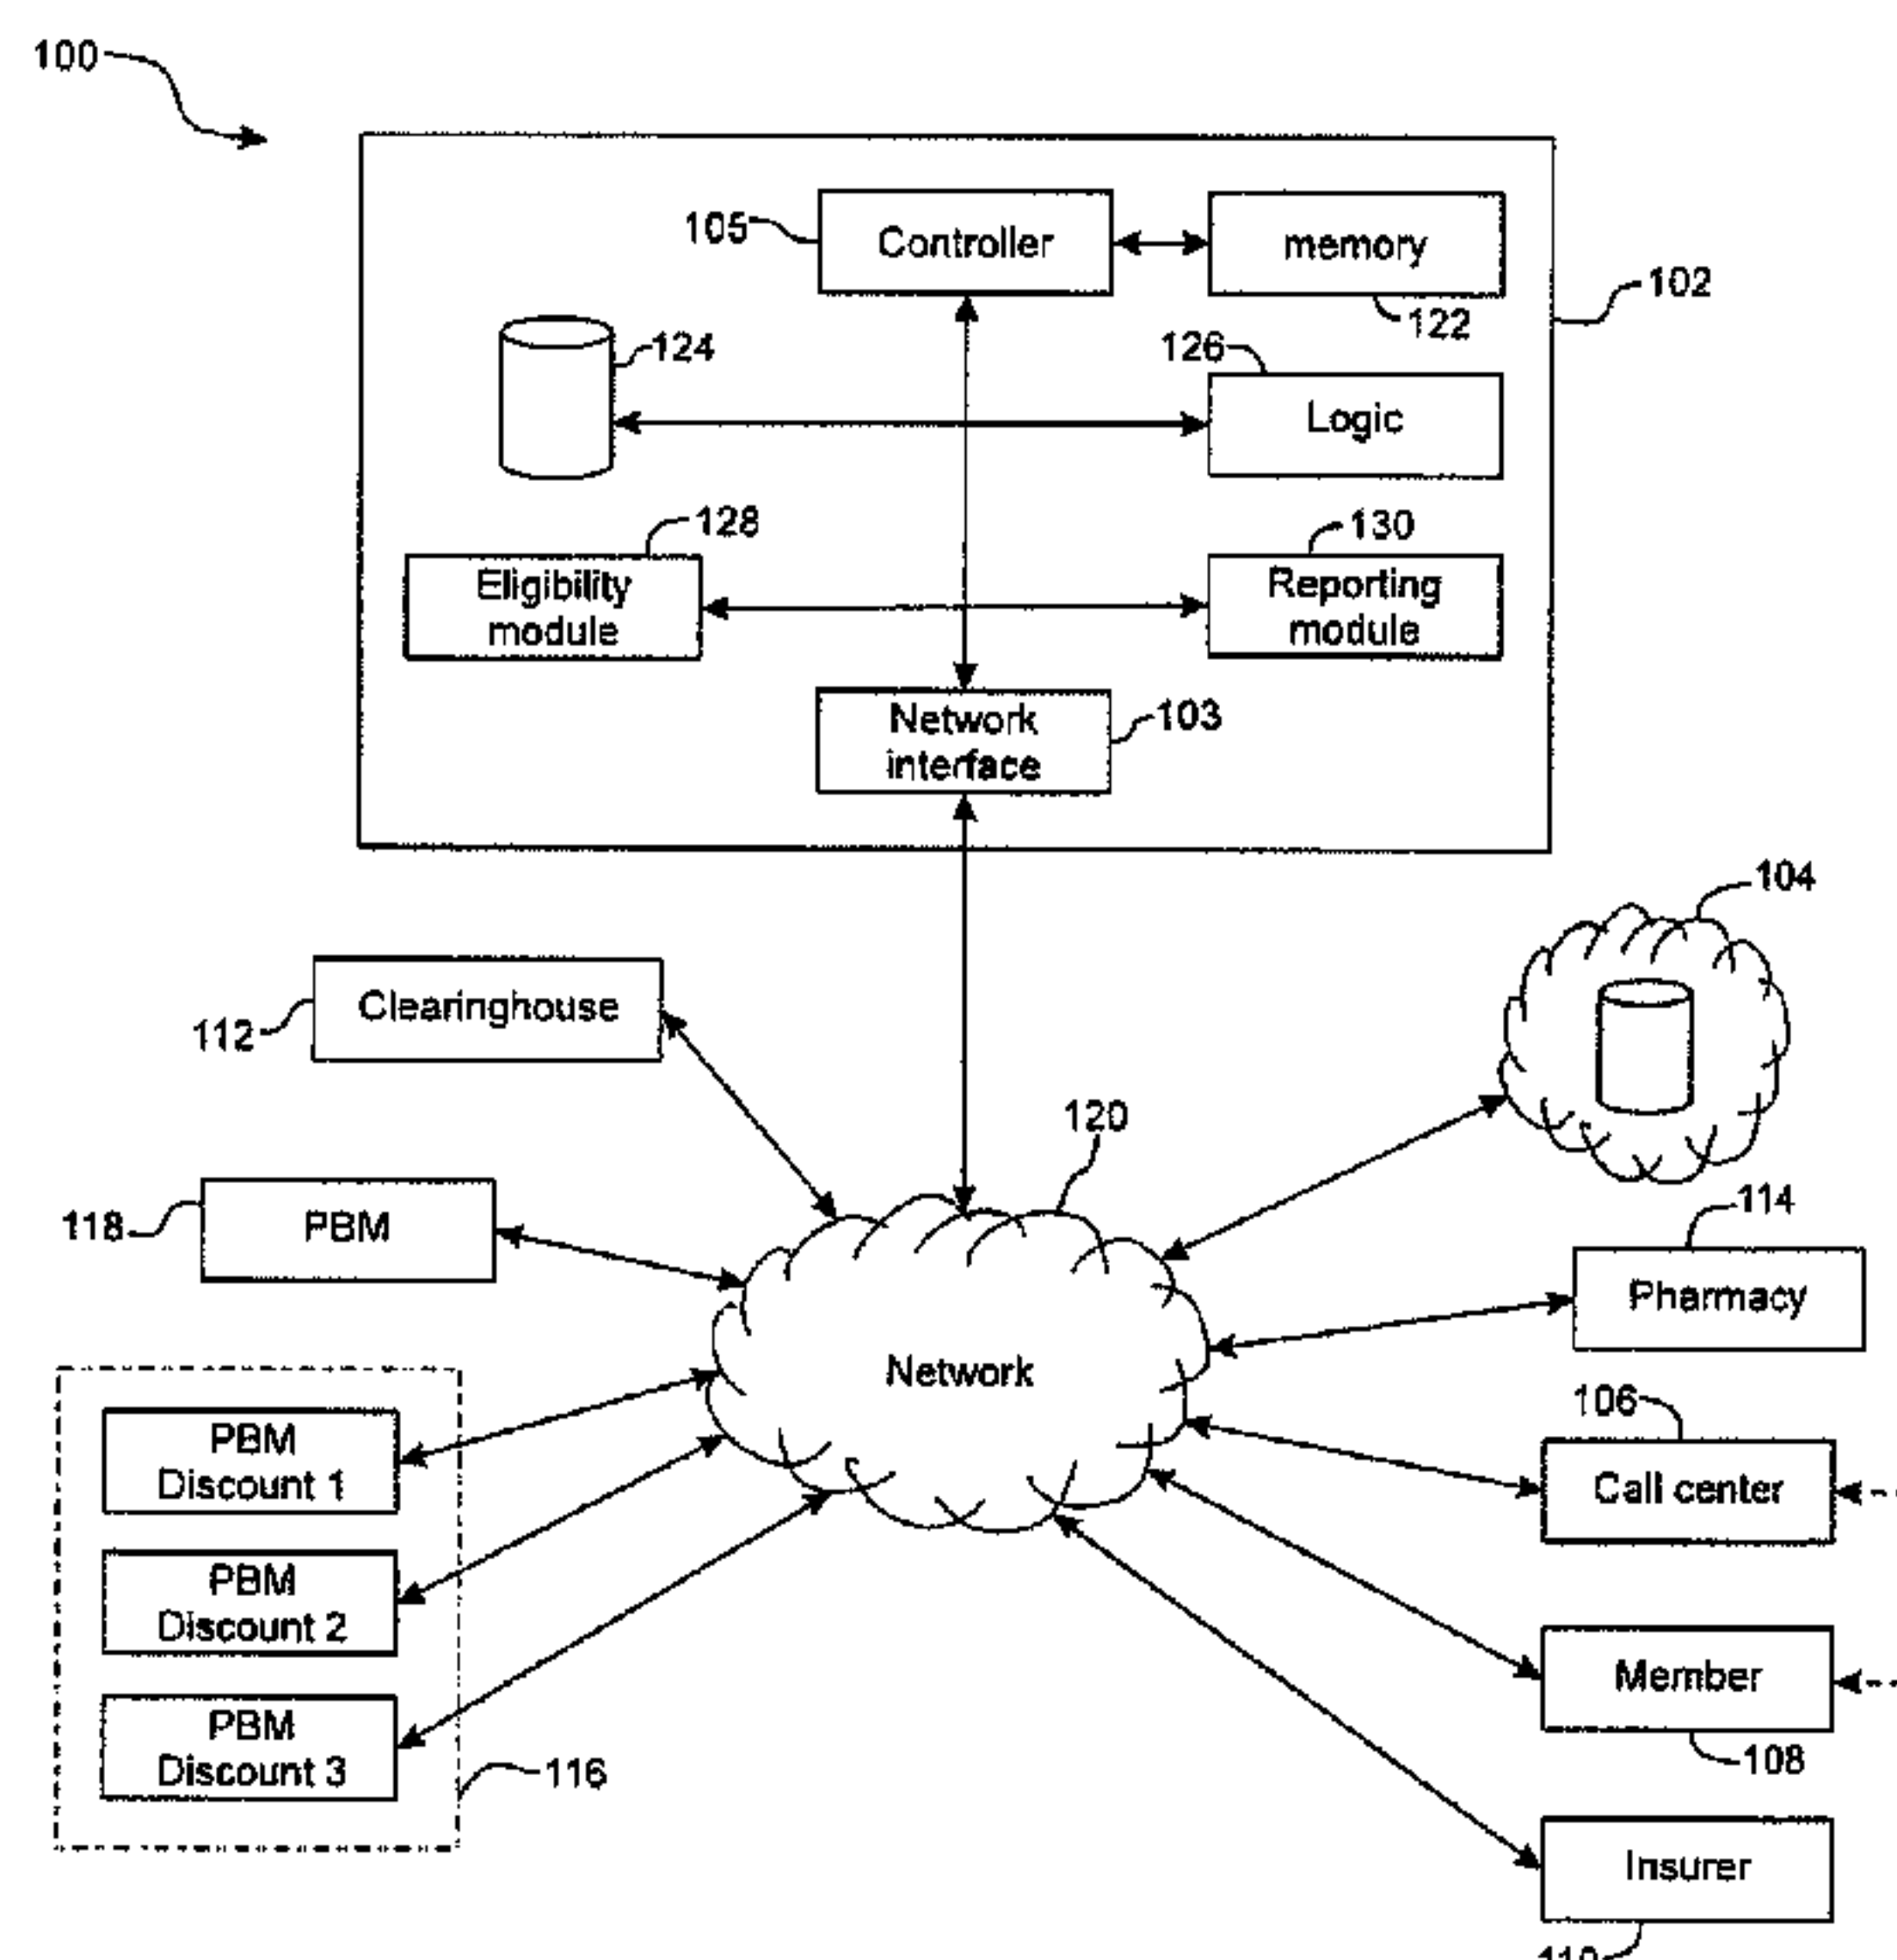 100
105
Controller
memory
102
122
124
126
Logic
128
130
Eligibility
module
Reporting
module
Network
interface
103
104
Clearinghouse
112
120
118
PBM
114
Pharmacy
Network
106
PBM
Discount 1
Call center
PBM
Discount 2
Member
PBM
Discount 3
116
108
Insurer